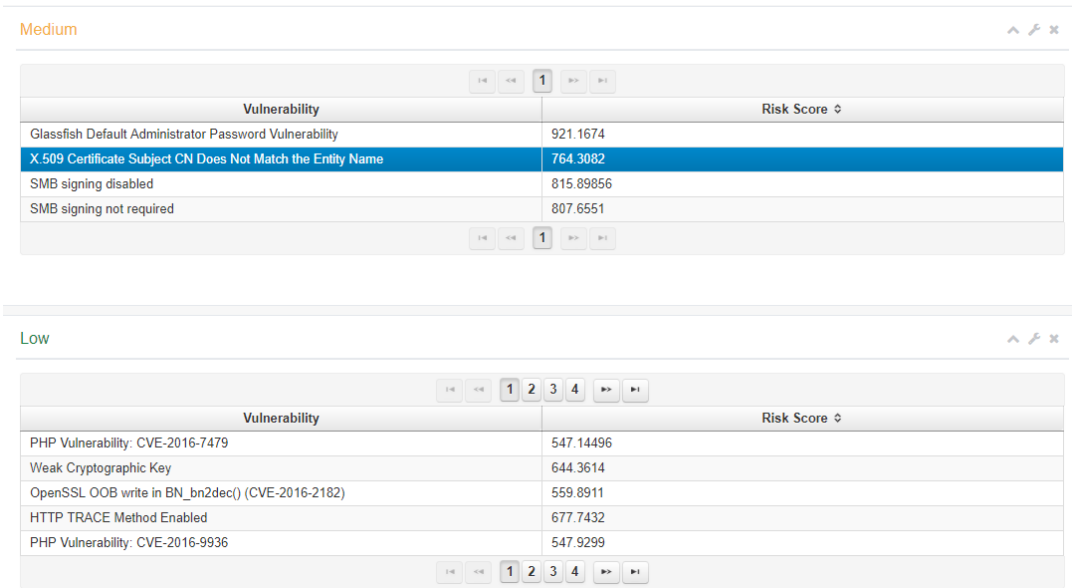 Medium
1
Vulnerability Risk Score
Glassfish Default Administrator Password Vulnerability 921.1674
X.509 Certificate Subject CN Does Not Match the Entity Name 764.3082
SMB signing disabled 815.89856
SMB signing not required 807.6551
1
Low
1 2 3 4
Vulnerability Risk Score
PHP Vulnerability: CVE-2016-7479 547.14496
Weak Cryptographic Key 644.3614
OpenSSL OOB write in BN_bn2dec() (CVE-2016-2182) 559.8911
HTTP TRACE Method Enabled 677.7432
PHP Vulnerability: CVE-2016-9936 547.9299
1 2 3 4